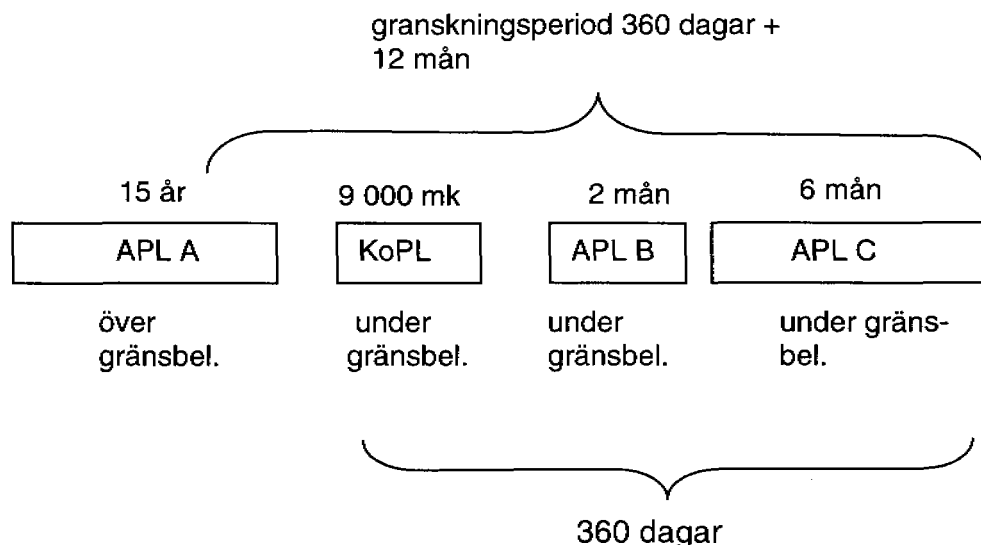 granskningsperiod 360 dagar +
12 mån
15 år
9 000 mk
2 mån
6 mån
APL A
KoPL
APL B
APL C
över
gränsbel.
under
gränsbel.
under
gränsbel.
under gräns-
bel.
360 dagar